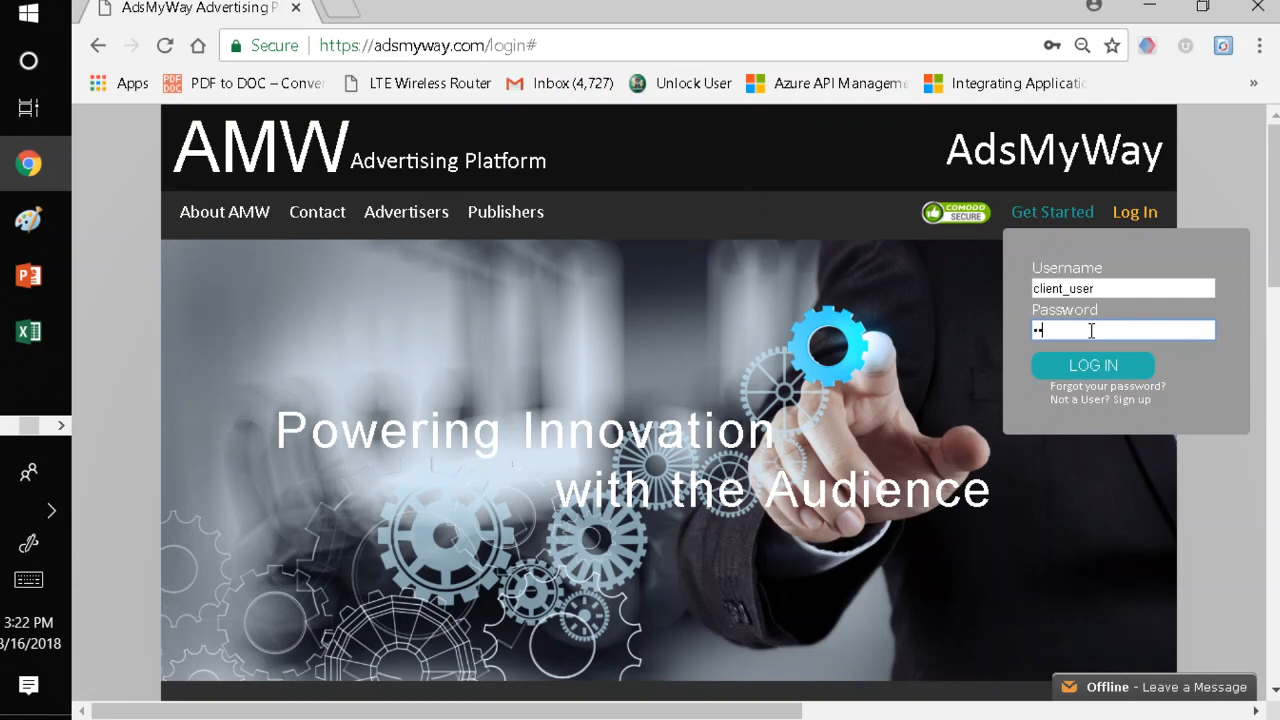 AdsMyWay Advertising P
Secure
https://adsmyway.com/login#
Apps
PDF to DOC – Conver
LTE Wireless Router
Inbox (4,727)
Unlock User
Azure API Manageme
Integrating Applicatic
AMW Advertising Platform
AdsMyWay
About AMW
Contact
Advertisers
Publishers
COMODO
SECURE
Get Started
Log In
Username
client_user
Password
LOG IN
Forgot your password?
Not a User? Sign up
Powering Innovation
with the Audience
3:22 PM
3/16/2018
Offline - Leave a Message